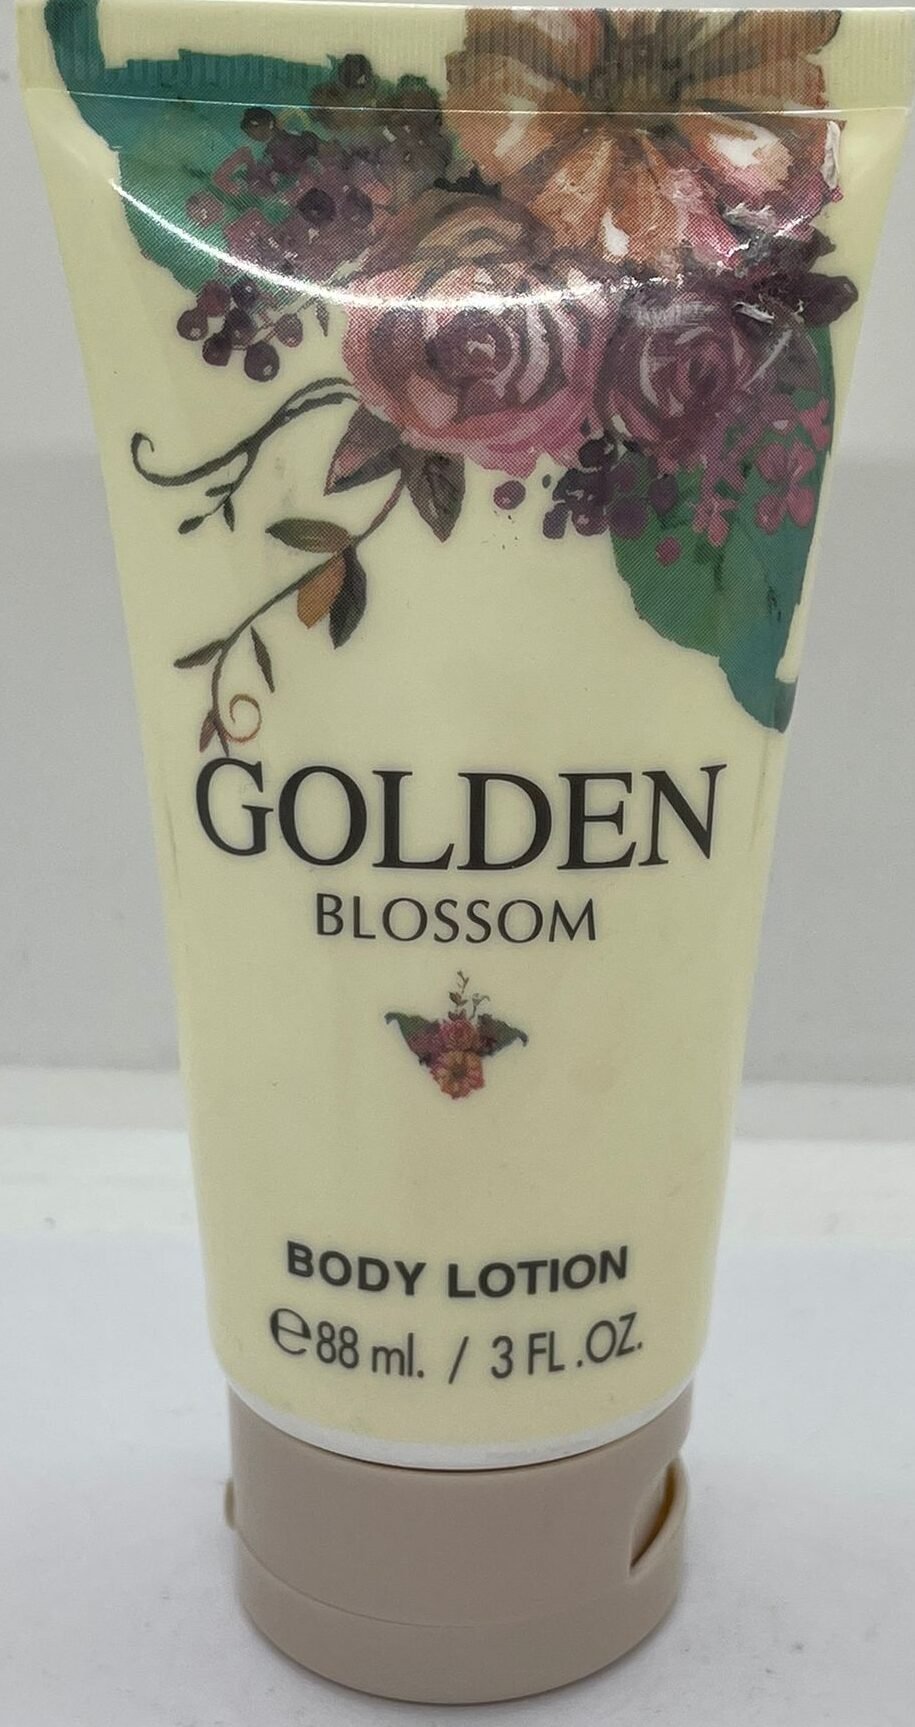 GOLDEN
BLOSSOM
BODY LOTION
℮88 ml. / 3 FL .OZ.